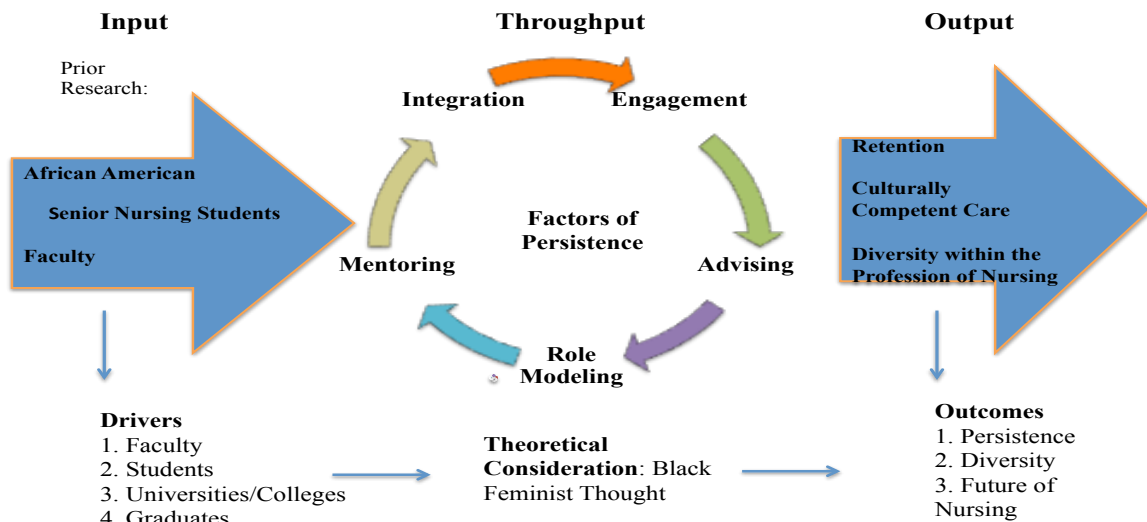 Input
Throughput
Output
Prior
Research:
African American
Senior Nursing Students
Faculty
Integration
Engagement
Factors of
Persistence
Mentoring
Advising
Role
Modeling
Retention
Culturally
Competent Care
Diversity within the
Profession of Nursing
Drivers
1. Faculty
2. Students
3. Universities/Colleges
4. Graduates
Theoretical
Consideration: Black
Feminist Thought
Outcomes
1. Persistence
2. Diversity
3. Future of
Nursing